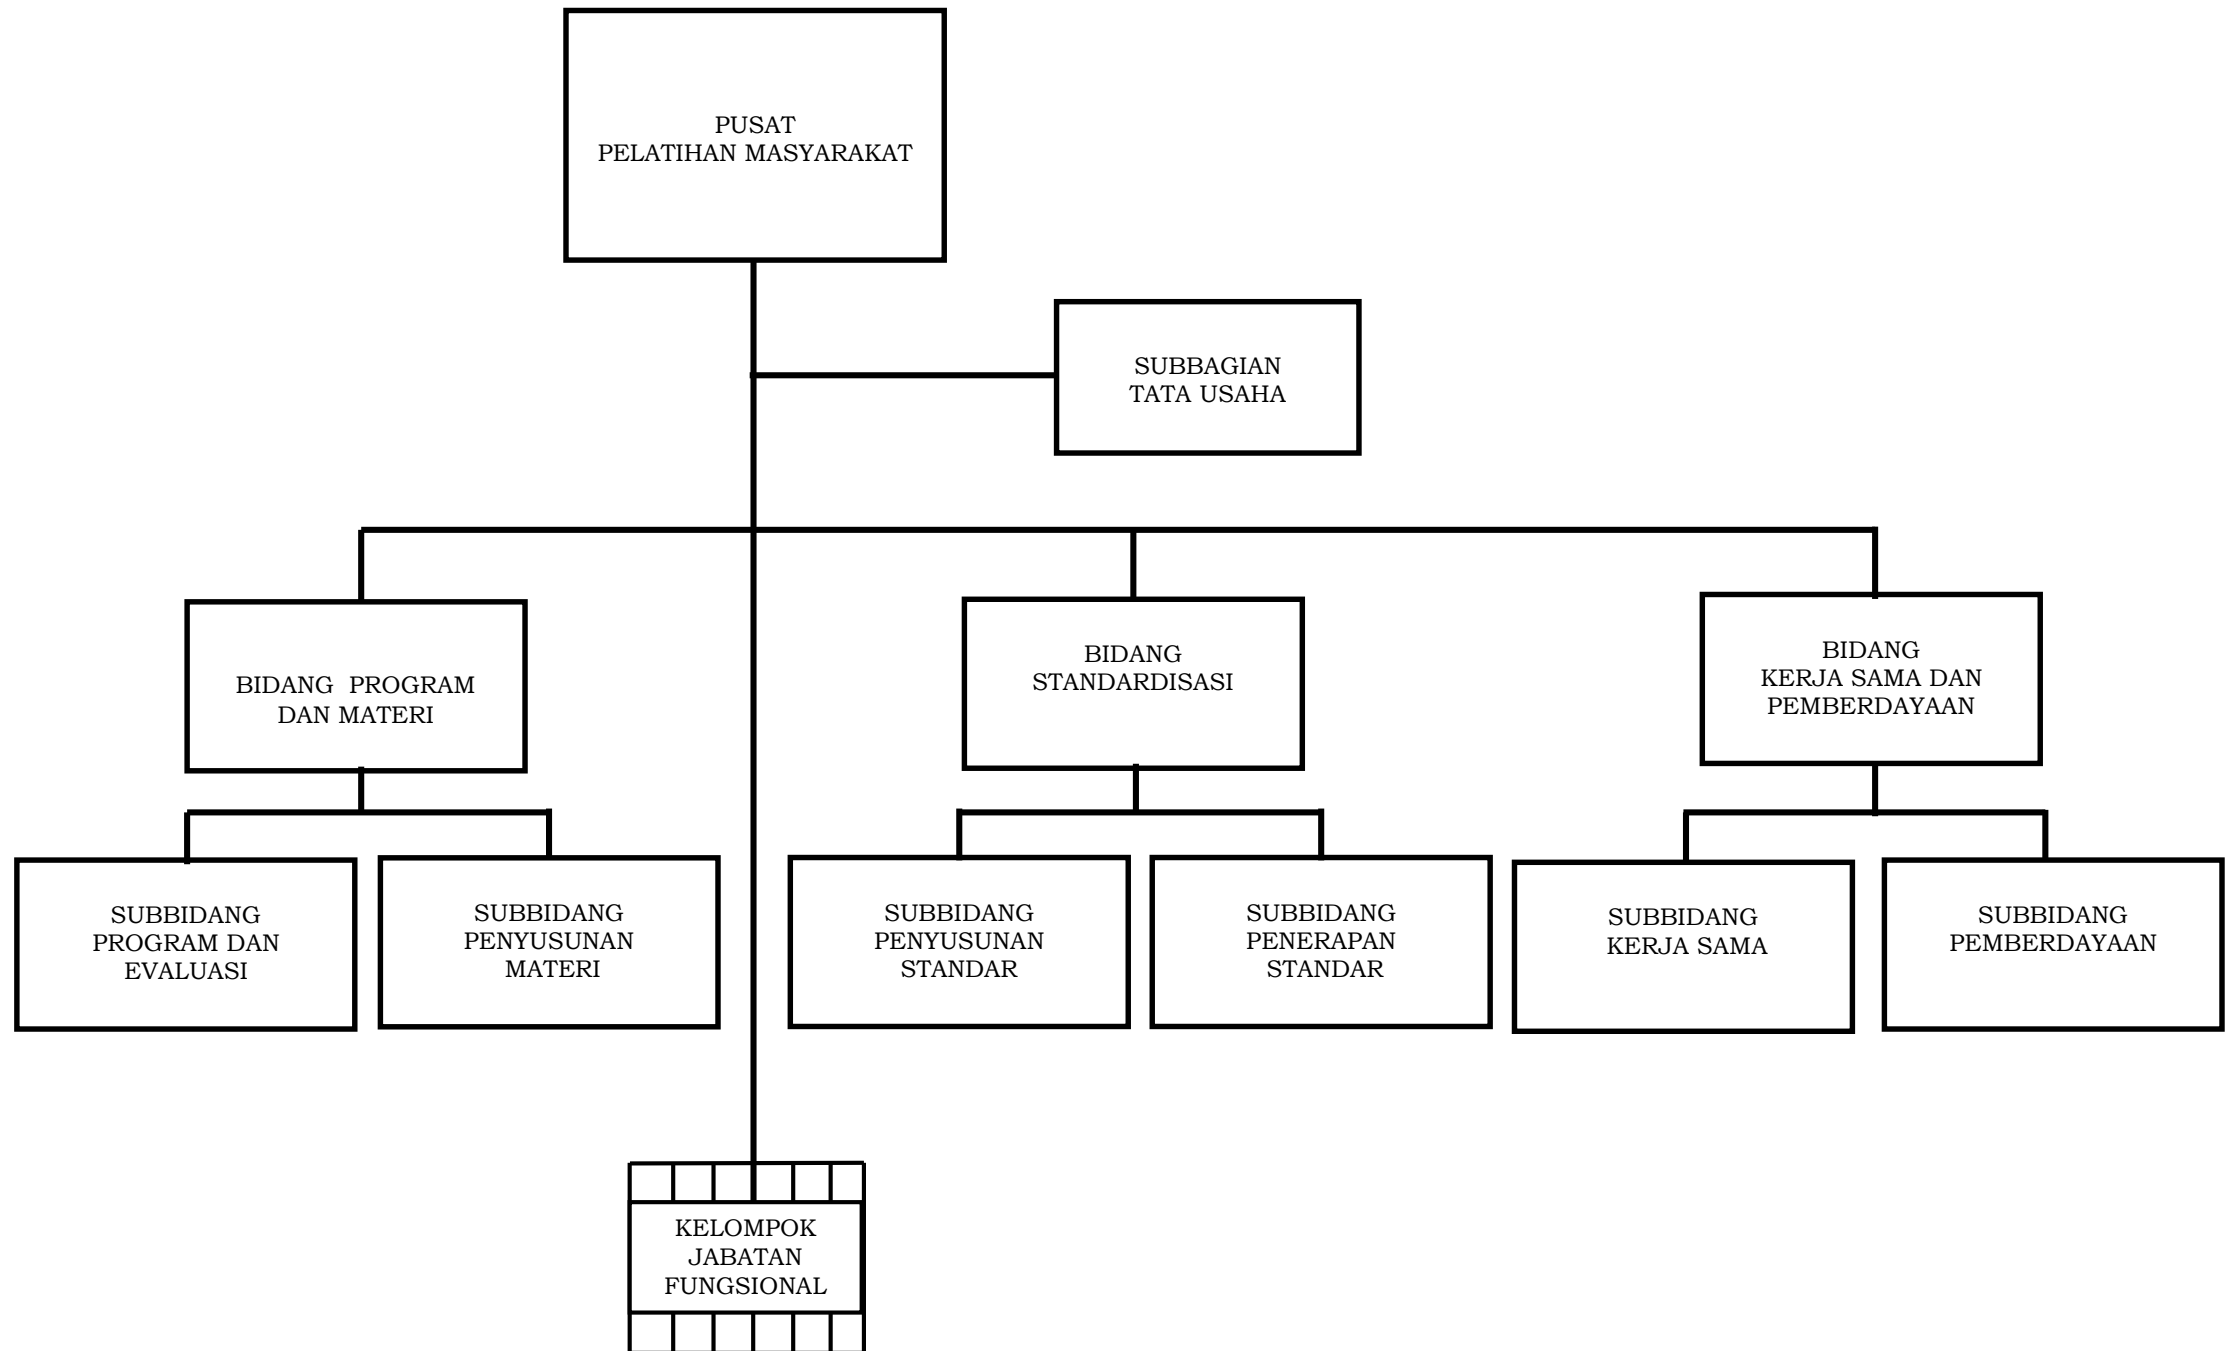 PUSAT
PELATIHAN MASYARAKAT
SUBBAGIAN
TATA USAHA
BIDANG PROGRAM
DAN MATERI
BIDANG
STANDARDISASI
BIDANG
KERJA SAMA DAN
PEMBERDAYAAN
SUBBIDANG
PROGRAM DAN
EVALUASI
SUBBIDANG
PENYUSUNAN
MATERI
SUBBIDANG
PENYUSUNAN
STANDAR
SUBBIDANG
PENERAPAN
STANDAR
SUBBIDANG
KERJA SAMA
SUBBIDANG
PEMBERDAYAAN
KELOMPOK
JABATAN
FUNGSIONAL